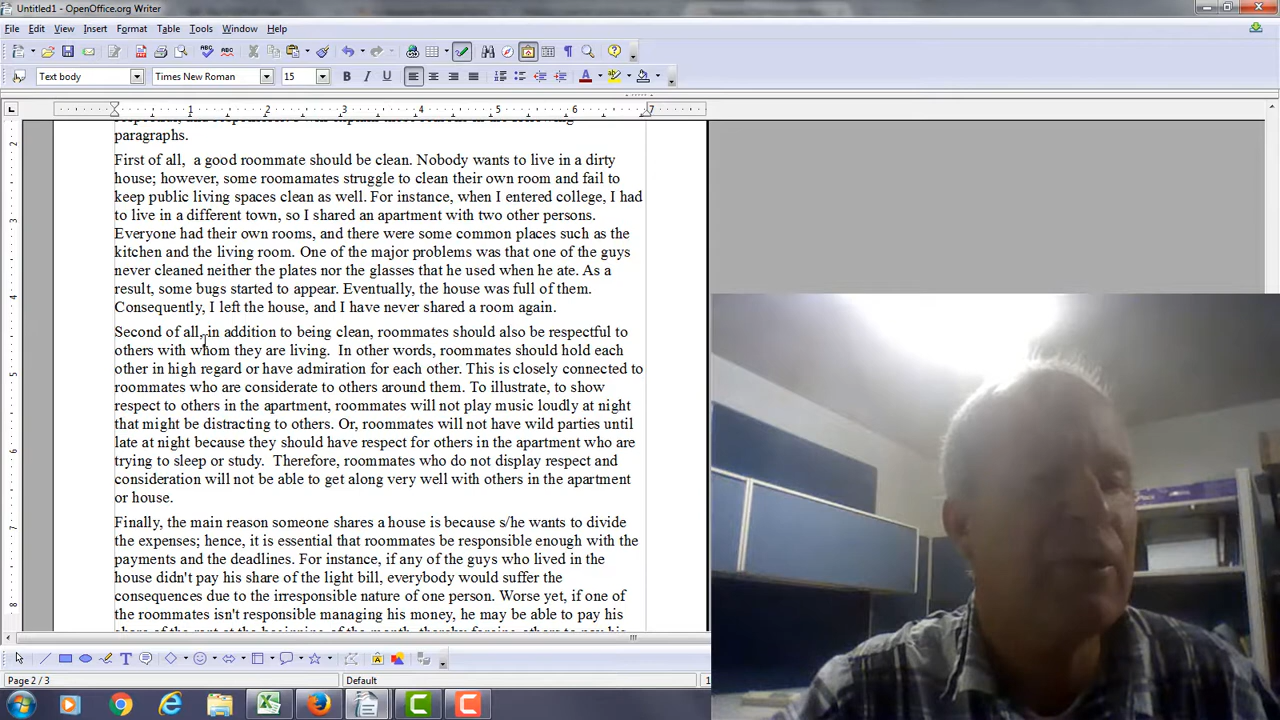 Untitled1 - OpenOffice.org Writer
File Edit View Insert Format Table Tools Window Help
Text body Times New Roman 15
1 2 3 4 5 6 7
paragraphs.
First of all,  a good roommate should be clean. Nobody wants to live in a dirty
house; however, some roomamates struggle to clean their own room and fail to
keep public living spaces clean as well. For instance, when I entered college, I had
to live in a different town, so I shared an apartment with two other persons.
Everyone had their own rooms, and there were some common places such as the
kitchen and the living room. One of the major problems was that one of the guys
never cleaned neither the plates nor the glasses that he used when he ate. As a
result, some bugs started to appear. Eventually, the house was full of them.
Consequently, I left the house, and I have never shared a room again.
Second of all, in addition to being clean, roommates should also be respectful to
others with whom they are living.  In other words, roommates should hold each
other in high regard or have admiration for each other. This is closely connected to
roommates who are considerate to others around them. To illustrate, to show
respect to others in the apartment, roommates will not play music loudly at night
that might be distracting to others. Or, roommates will not have wild parties until
late at night because they should have respect for others in the apartment who are
trying to sleep or study.  Therefore, roommates who do not display respect and
consideration will not be able to get along very well with others in the apartment
or house.
Finally, the main reason someone shares a house is because s/he wants to divide
the expenses; hence, it is essential that roommates be responsible enough with the
payments and the deadlines. For instance, if any of the guys who lived in the
house didn't pay his share of the light bill, everybody would suffer the
consequences due to the irresponsible nature of one person. Worse yet, if one of
the roommates isn't responsible managing his money, he may be able to pay his
Page 2 / 3 Default